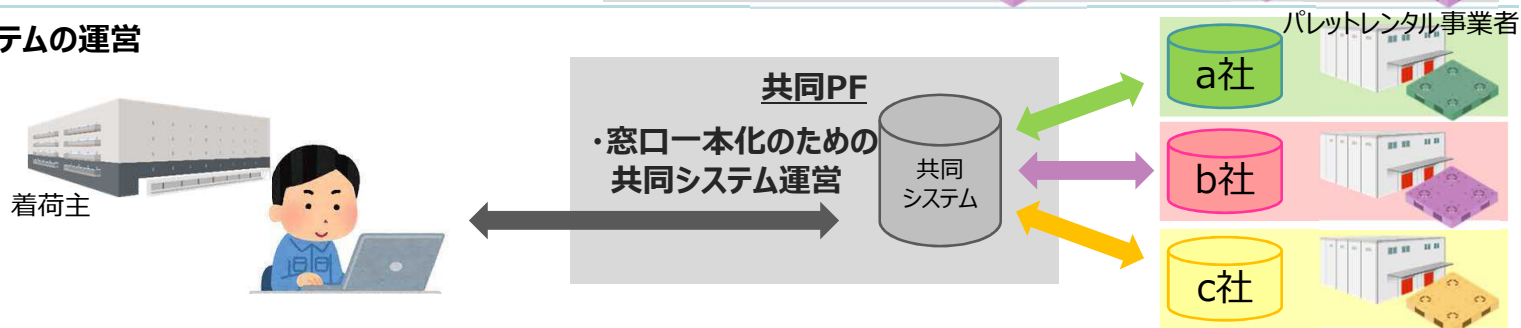 テムの運営
パレットレンタル事業者
着荷主
共同PF
・窓口一本化のための
共同システム運営
共同
システム
a社
b社
c社